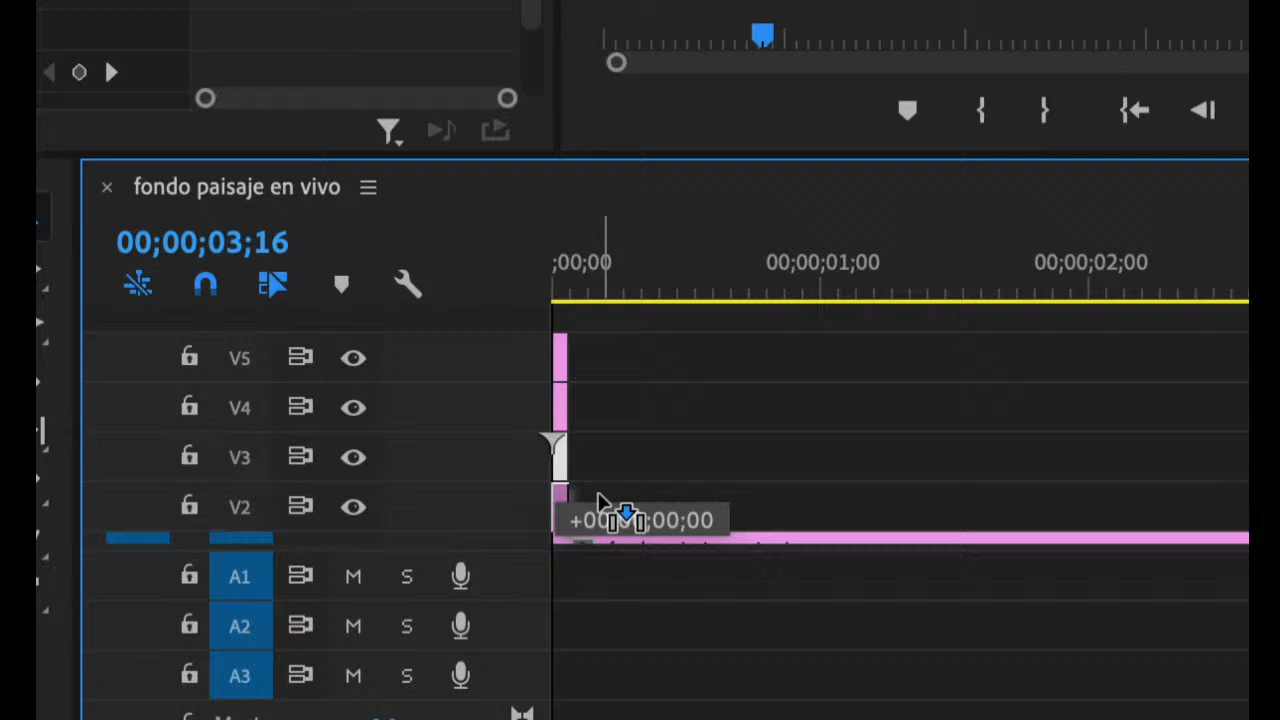 fondo paisaje en vivo
00;00;03;16
;00;00
00;00;01;00
00;00;02;00
V5
V4
V3
V2
A1 M S
A2 M S
A3 M S